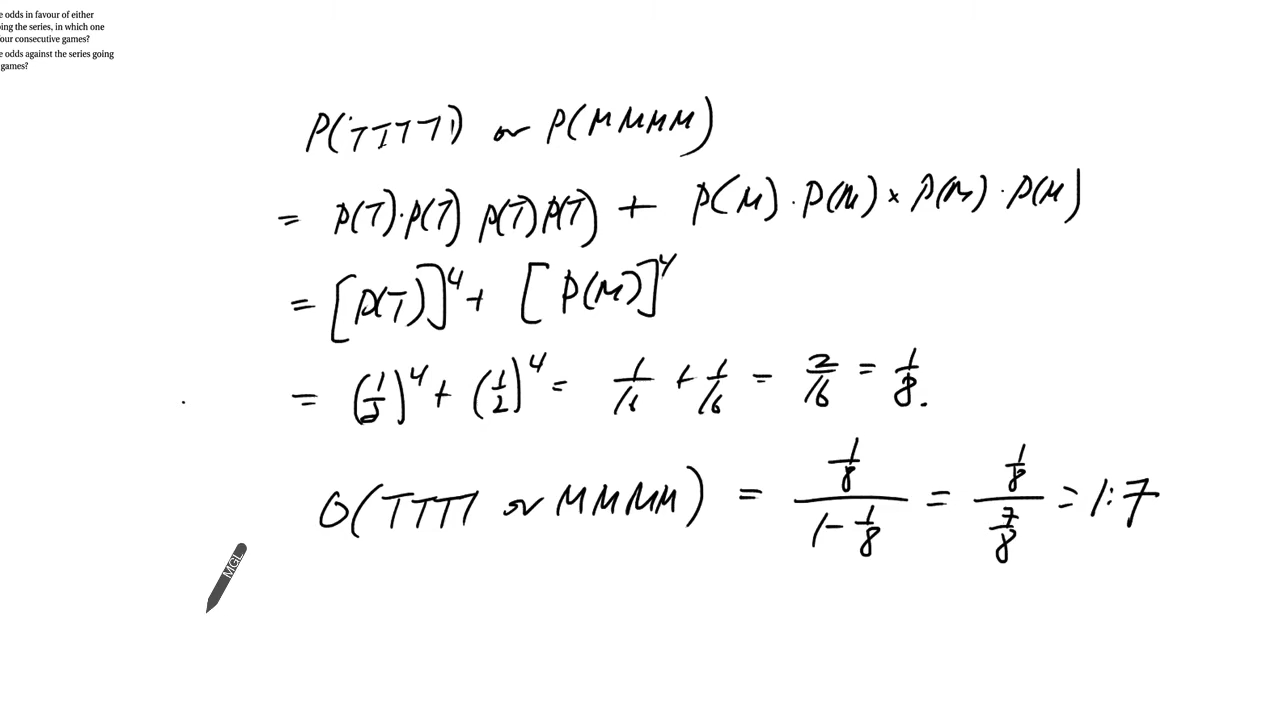 e odds in favour of either
ing the series, in which one
our consecutive games?
e odds against the series going
games?
P(TTTT) or P(MMMM)
= P(T)·P(T) P(T)P(T) + P(M)·P(M)×P(M)·P(M)
= [P(T)]⁴ + [P(M)]⁴
= (1/2)⁴ + (1/2)⁴ = 1/16 + 1/16 = 2/16 = 1/8.
O(TTTT or MMMM) = (1/8)/(1-1/8) = (1/8)/(7/8) = 1:7
MGL